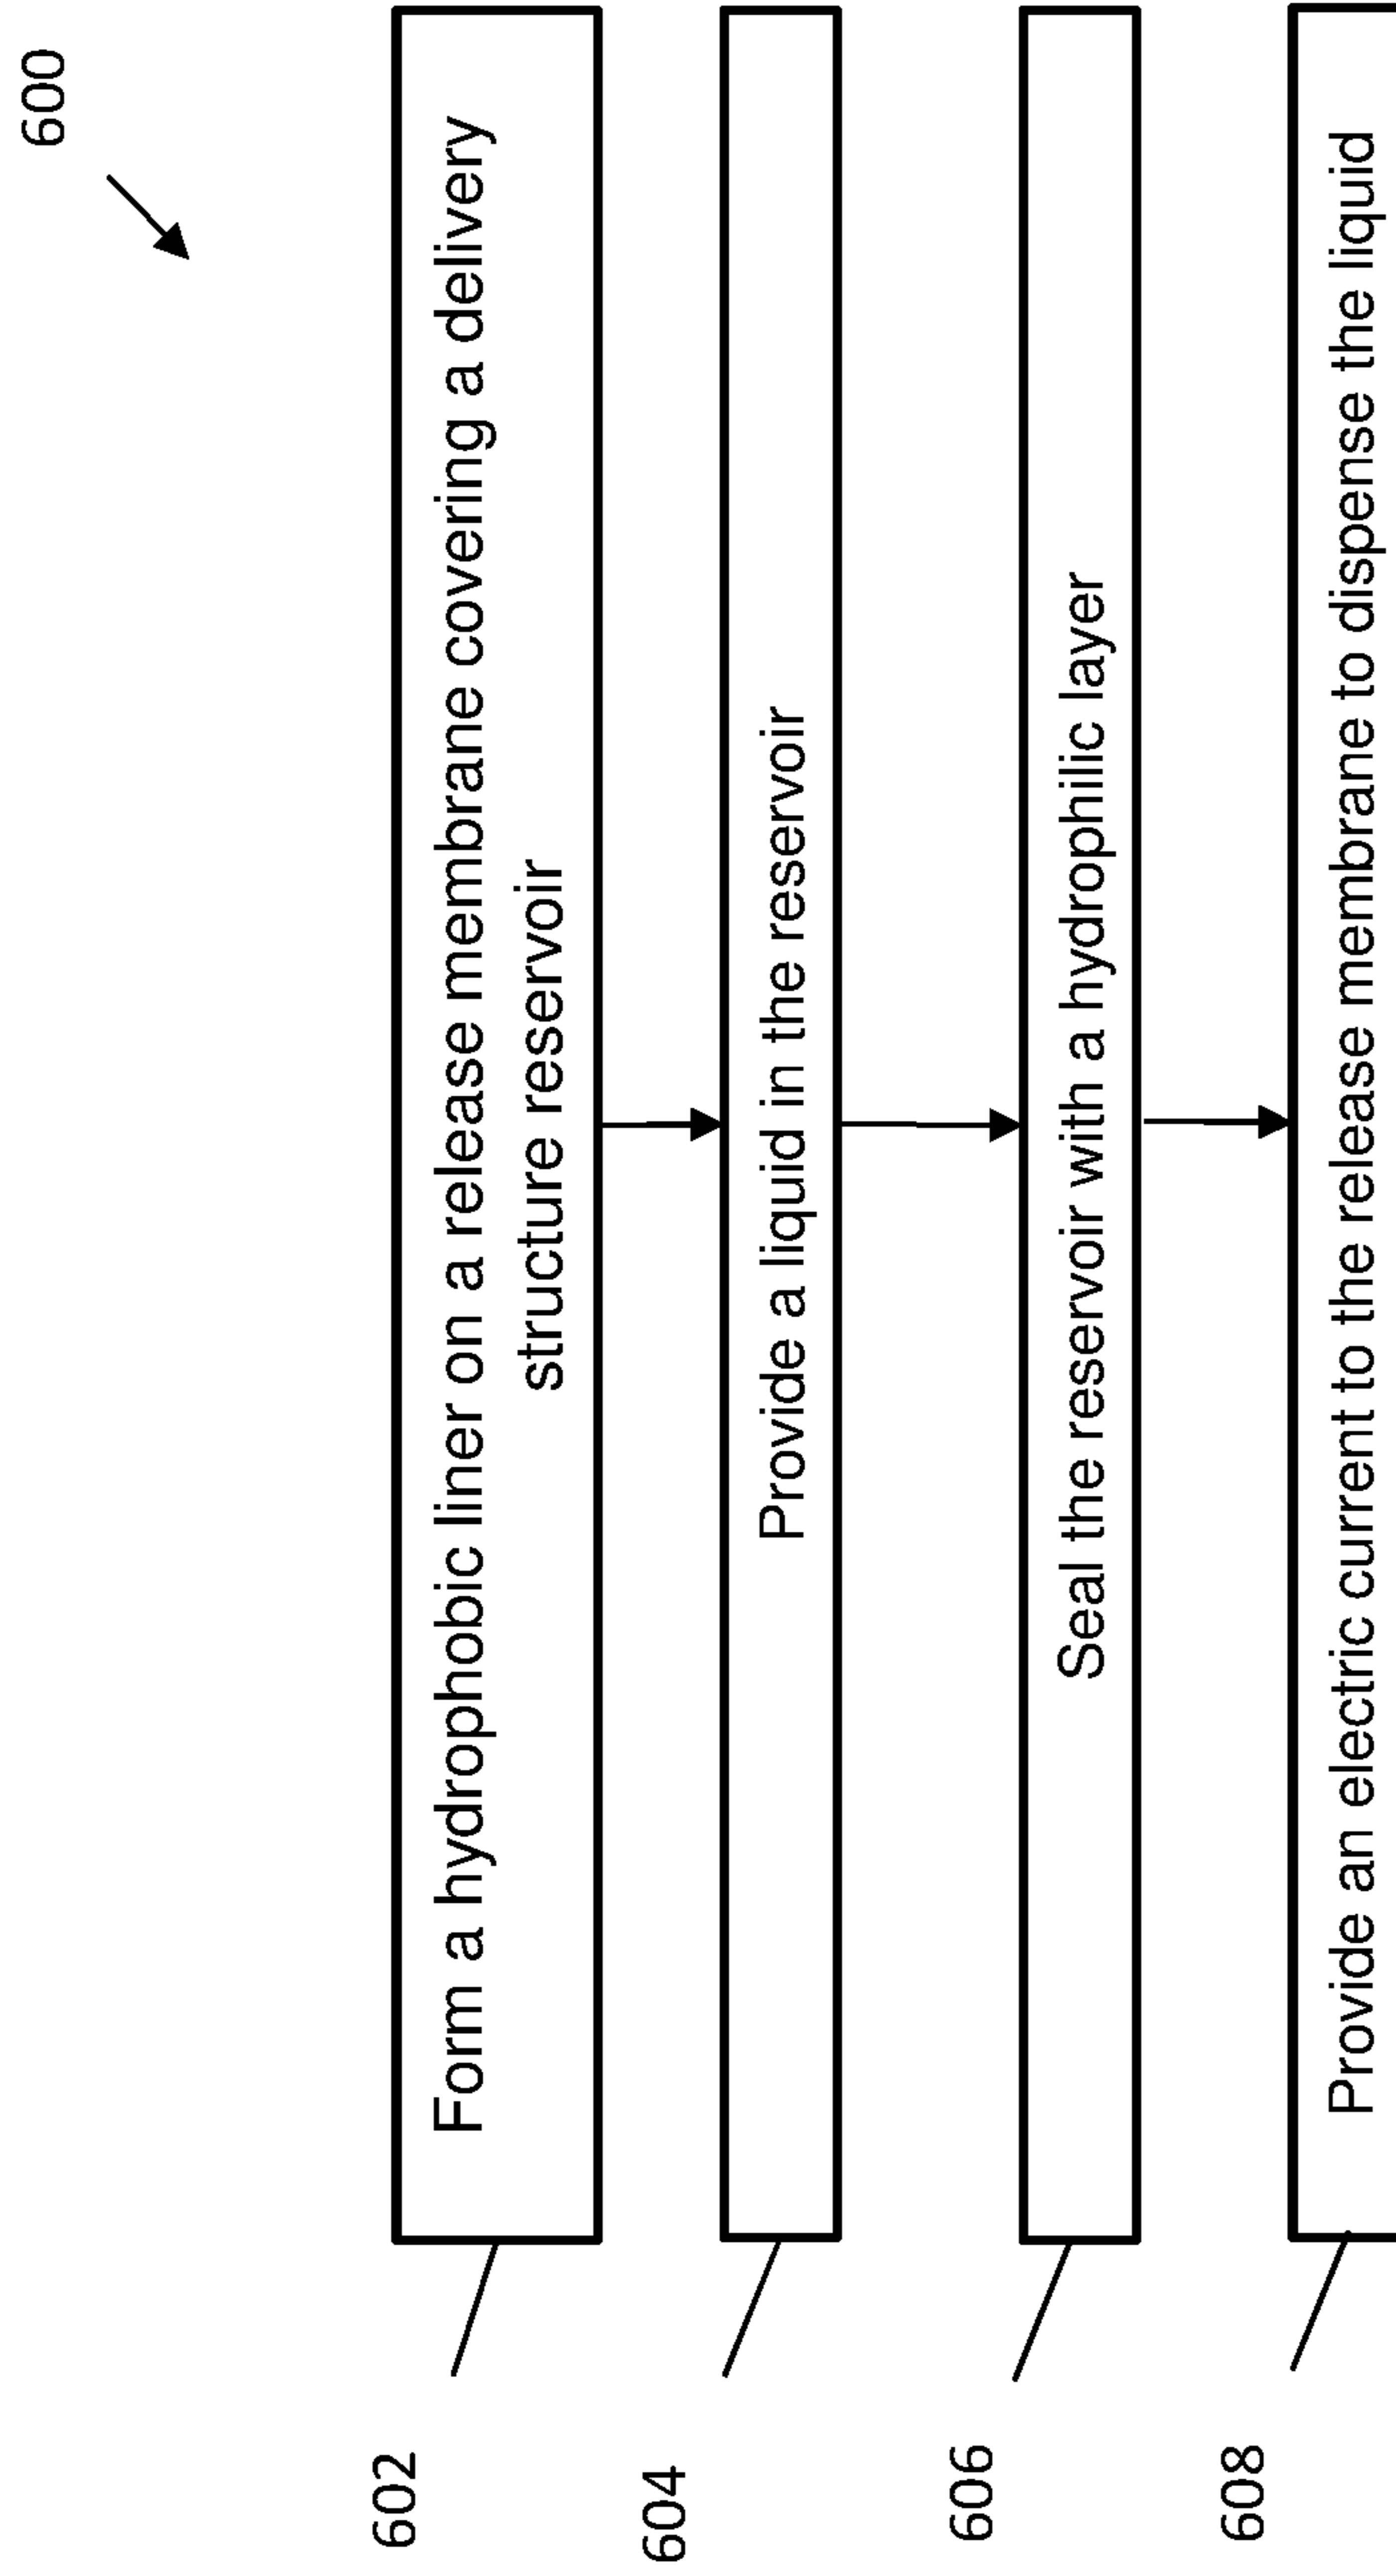 600
602
Form a hydrophobic liner on a release membrane covering a delivery
structure reservoir
604
Provide a liquid in the reservoir
606
Seal the reservoir with a hydrophilic layer
608
Provide an electric current to the release membrane to dispense the liquid